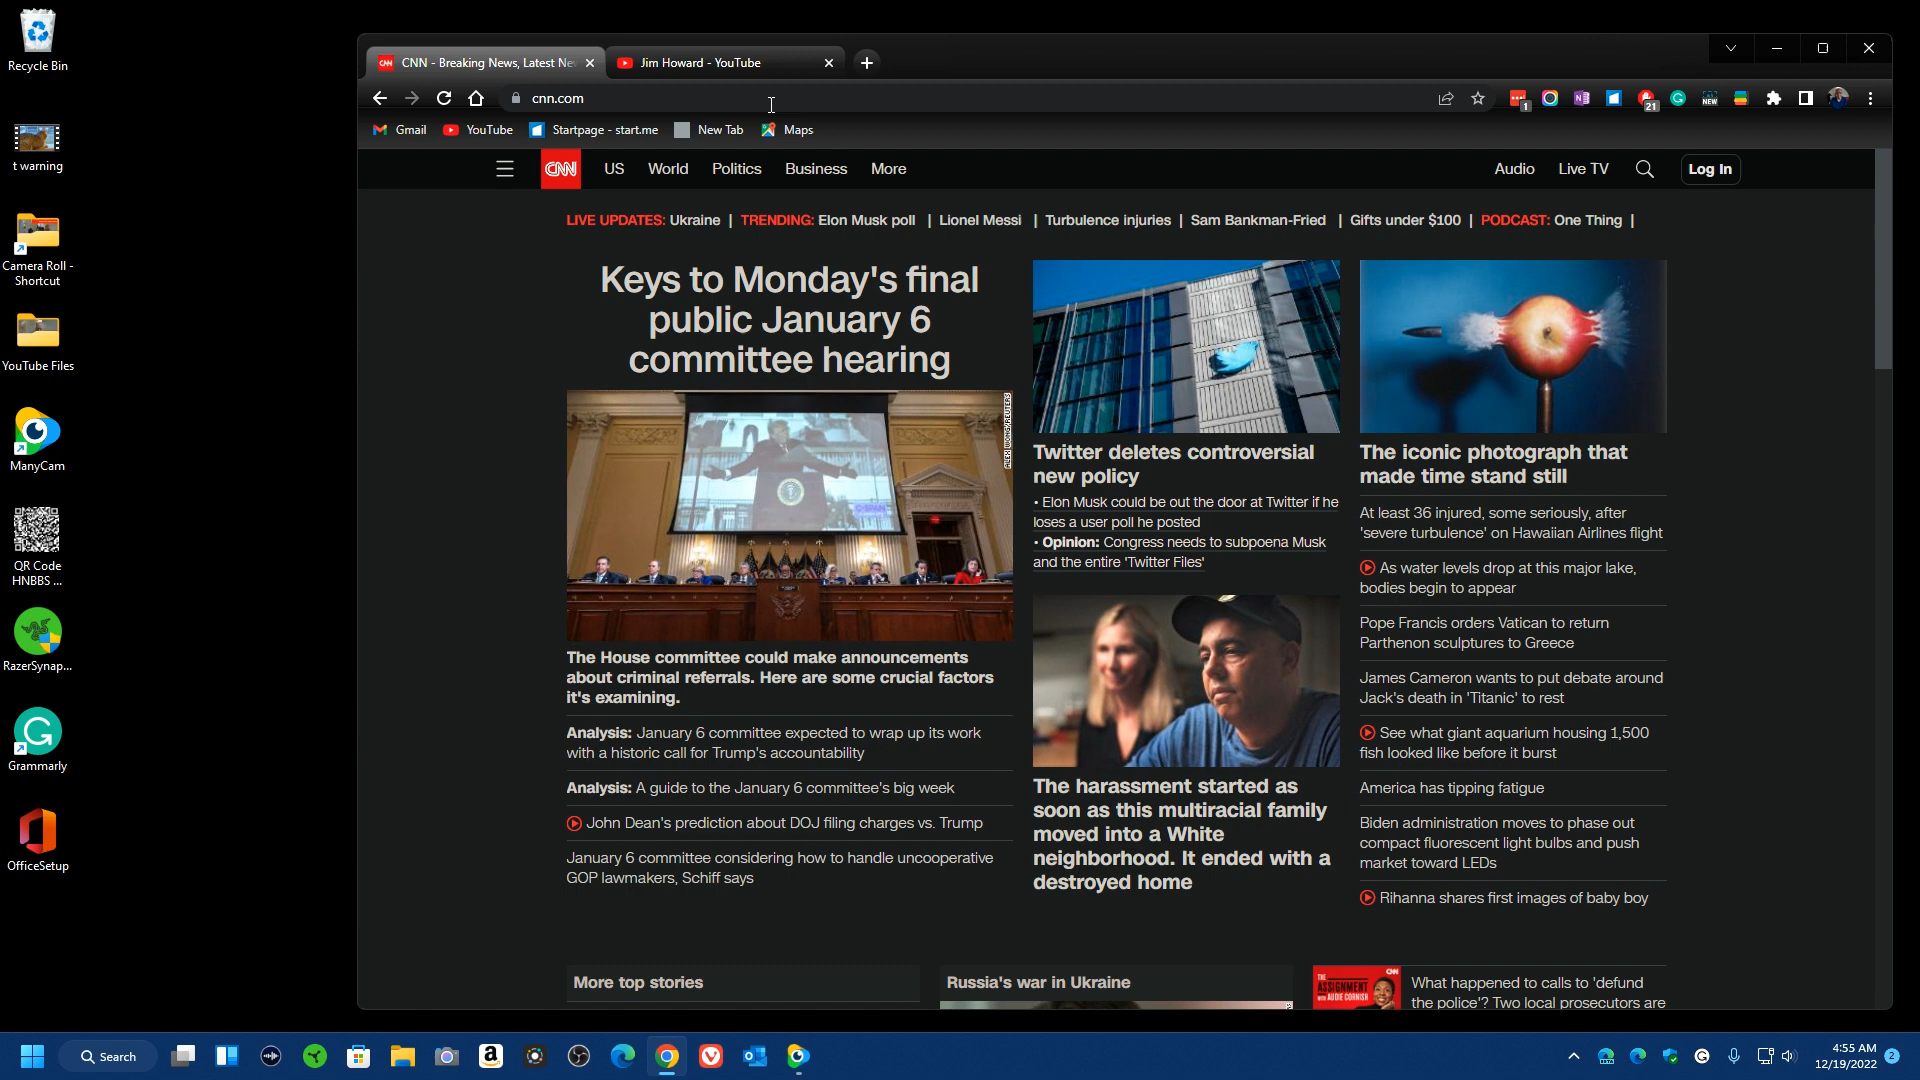 Recycle Bin
t warning
Camera Roll -
Shortcut
YouTube Files
ManyCam
QR Code
HNBBS ...
RazerSynap...
Grammarly
OfficeSetup
CNN - Breaking News, Latest Ne
Jim Howard - YouTube
cnn.com
1
21
NEW
Gmail
YouTube
Startpage - start.me
New Tab
Maps
CNN
US
World
Politics
Business
More
Audio
Live TV
Log In
LIVE UPDATES: Ukraine | TRENDING: Elon Musk poll | Lionel Messi | Turbulence injuries | Sam Bankman-Fried | Gifts under $100 | PODCAST: One Thing |
Keys to Monday's final
public January 6
committee hearing
C-SPAN
The House committee could make announcements
about criminal referrals. Here are some crucial factors
it's examining.
Analysis: January 6 committee expected to wrap up its work
with a historic call for Trump's accountability
Analysis: A guide to the January 6 committee's big week
John Dean's prediction about DOJ filing charges vs. Trump
January 6 committee considering how to handle uncooperative
GOP lawmakers, Schiff says
Twitter deletes controversial
new policy
• Elon Musk could be out the door at Twitter if he
loses a user poll he posted
• Opinion: Congress needs to subpoena Musk
and the entire 'Twitter Files'
The harassment started as
soon as this multiracial family
moved into a White
neighborhood. It ended with a
destroyed home
The iconic photograph that
made time stand still
At least 36 injured, some seriously, after
'severe turbulence' on Hawaiian Airlines flight
As water levels drop at this major lake,
bodies begin to appear
Pope Francis orders Vatican to return
Parthenon sculptures to Greece
James Cameron wants to put debate around
Jack's death in 'Titanic' to rest
See what giant aquarium housing 1,500
fish looked like before it burst
America has tipping fatigue
Biden administration moves to phase out
compact fluorescent light bulbs and push
market toward LEDs
Rihanna shares first images of baby boy
More top stories
Russia's war in Ukraine
CNN
THE
ASSIGNMENT
WITH AUDIE CORNISH
What happened to calls to 'defund
the police'? Two local prosecutors are
Search
4:55 AM
12/19/2022
2